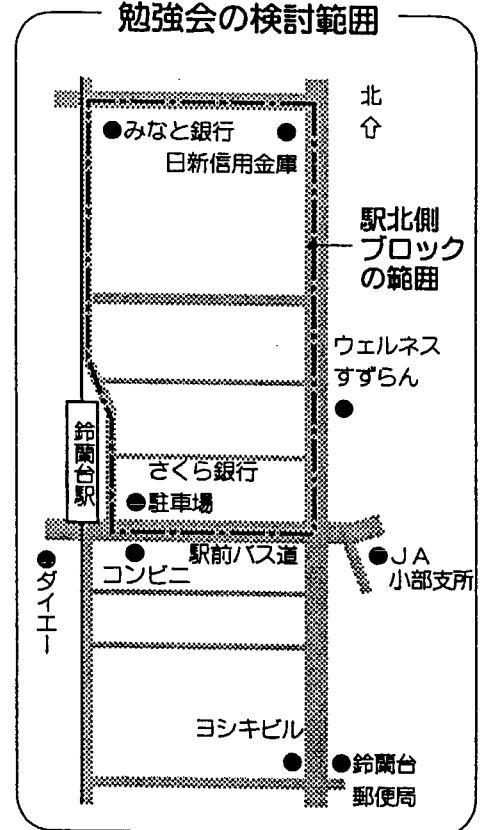 勉強会の検討範囲
北
●みなと銀行
日新信用金庫
駅北側
ブロック
の範囲
ウェルネス
すずらん
鈴蘭台駅
さくら銀行
駐車場
駅前バス道
コンビニ
ダイエー
JA
小部支所
ヨシキビル
鈴蘭台
郵便局